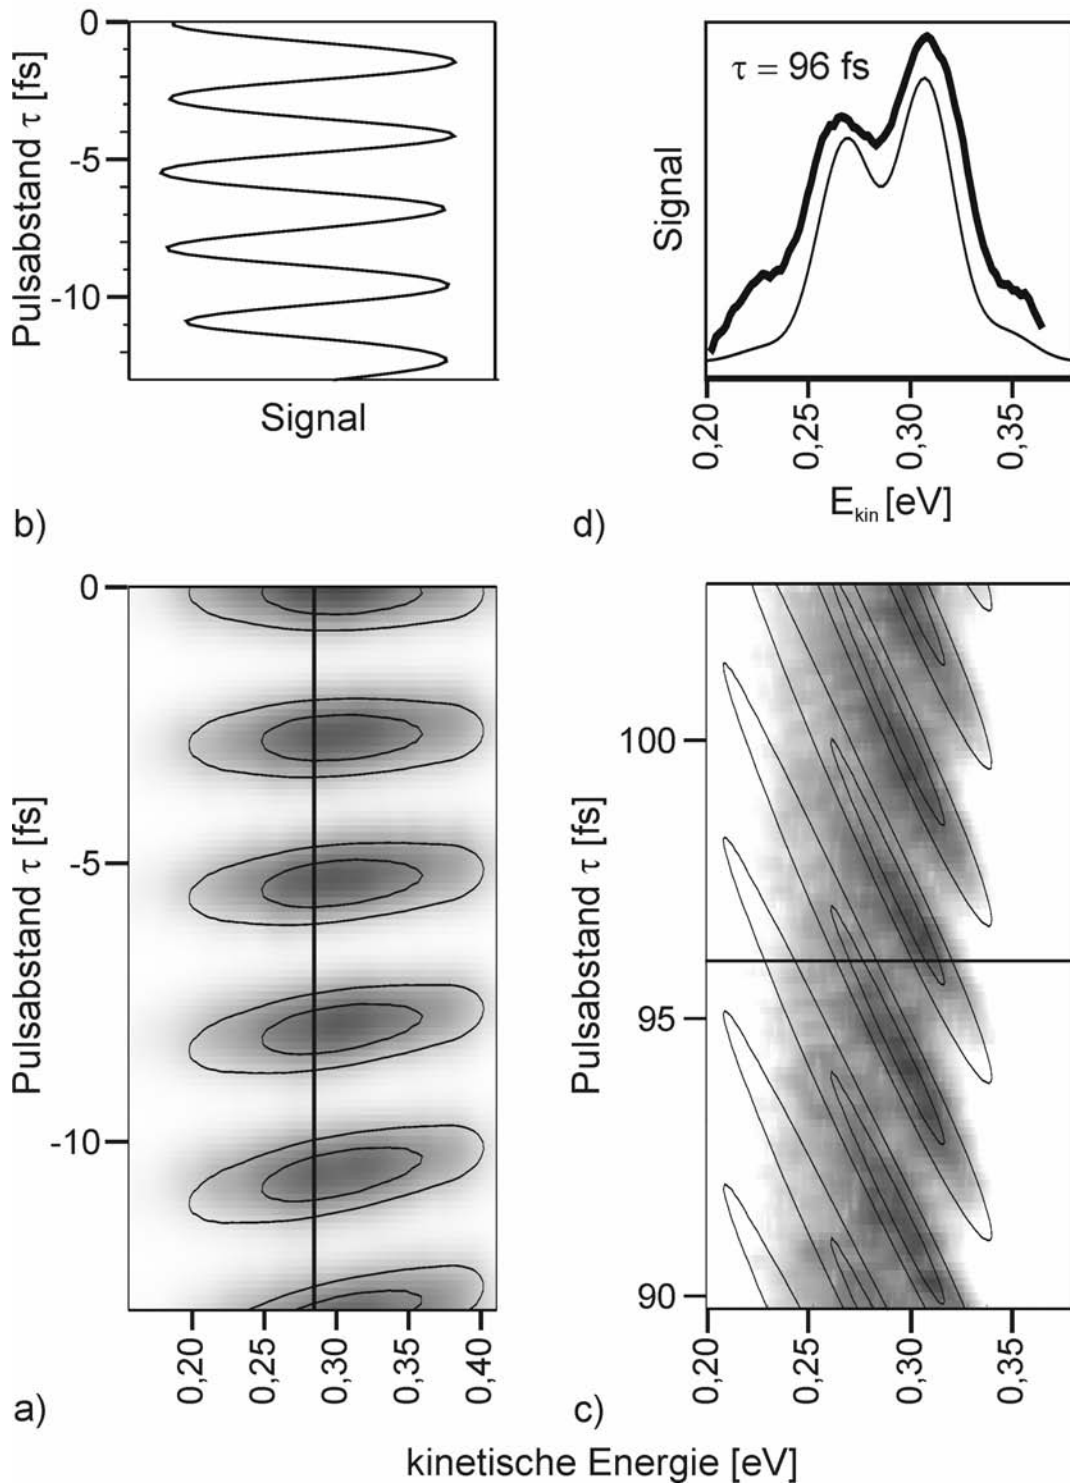 Pulsabstand τ [fs]
0
-5
-10
Signal
b)
τ = 96 fs
Signal
0,20
0,25
0,30
0,35
E_kin [eV]
d)
Pulsabstand τ [fs]
0
-5
-10
0,20
0,25
0,30
0,35
0,40
a)
Pulsabstand τ [fs]
100
95
90
0,20
0,25
0,30
0,35
c)
kinetische Energie [eV]